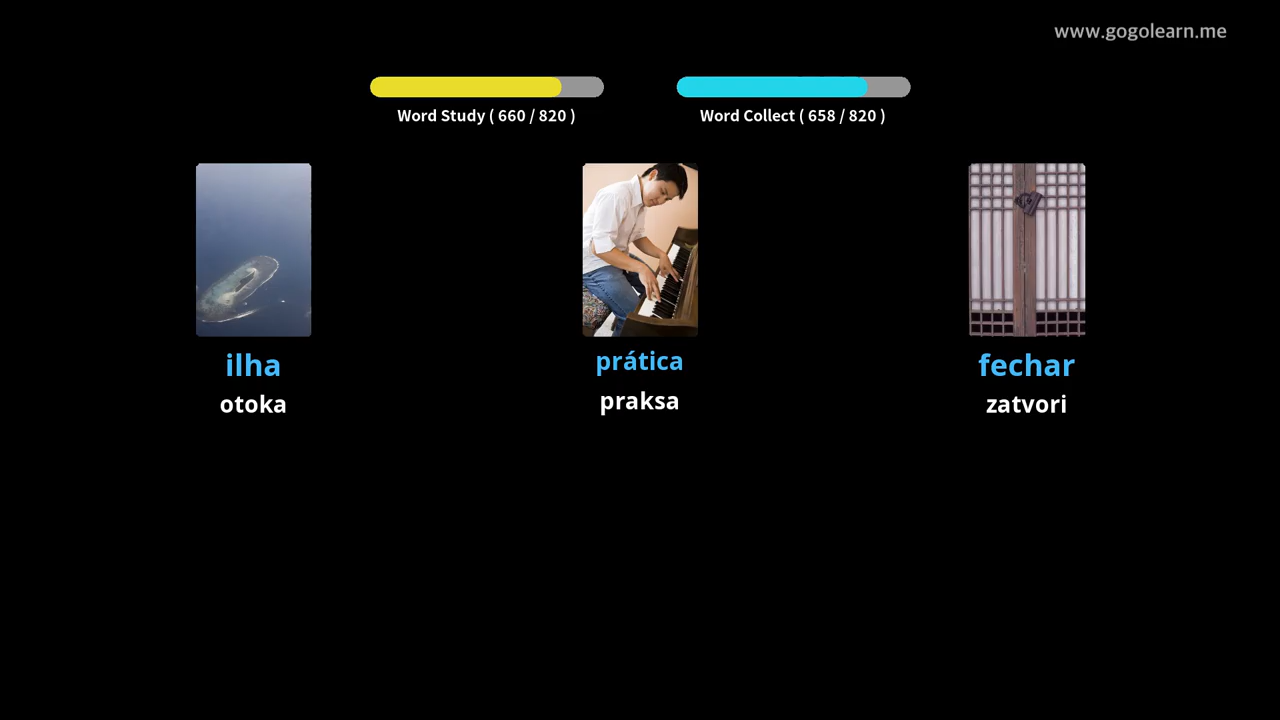 www.gogolearn.me
Word Study ( 660 / 820 )
Word Collect ( 658 / 820 )
ilha
otoka
prática
praksa
fechar
zatvori